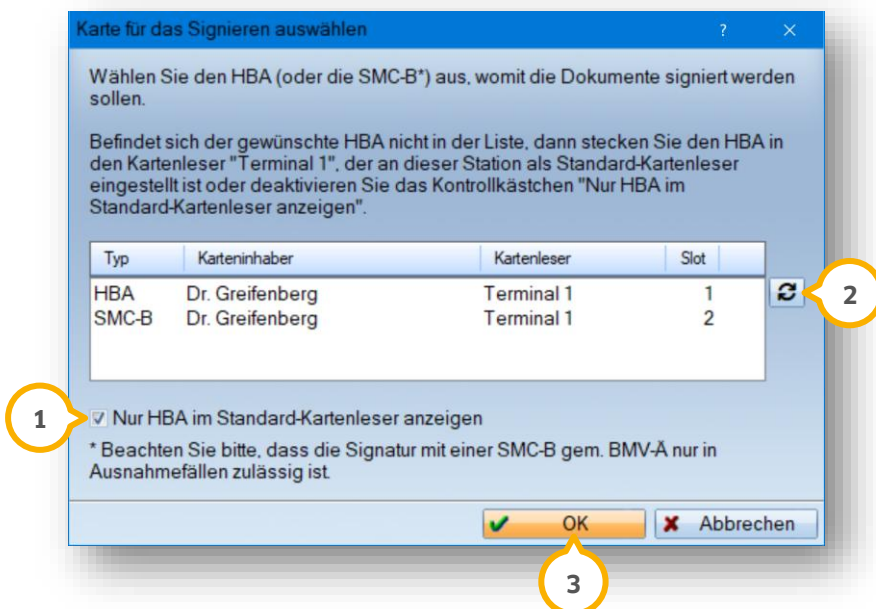 Karte für das Signieren auswählen ? ×
Wählen Sie den HBA (oder die SMC-B*) aus, womit die Dokumente signiert werden
sollen.
Befindet sich der gewünschte HBA nicht in der Liste, dann stecken Sie den HBA in
den Kartenleser "Terminal 1", der an dieser Station als Standard-Kartenleser
eingestellt ist oder deaktivieren Sie das Kontrollkästchen "Nur HBA im
Standard-Kartenleser anzeigen".
Typ Karteninhaber Kartenleser Slot
HBA Dr. Greifenberg Terminal 1 1
SMC-B Dr. Greifenberg Terminal 1 2
2
1 Nur HBA im Standard-Kartenleser anzeigen
* Beachten Sie bitte, dass die Signatur mit einer SMC-B gem. BMV-Ä nur in
Ausnahmefällen zulässig ist.
OK Abbrechen
3